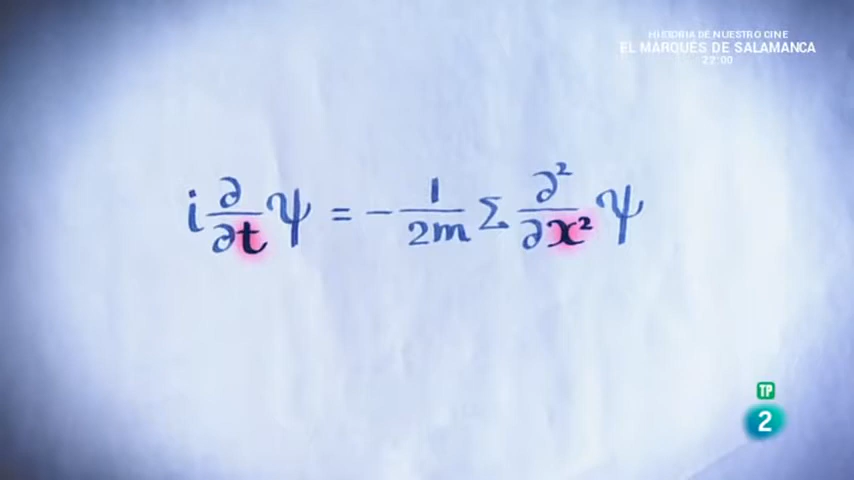 HISTORIA DE NUESTRO CINE
EL MARQUÉS DE SALAMANCA
22:00
i ∂/∂t ψ = - 1/2m Σ ∂²/∂x² ψ
TP
2